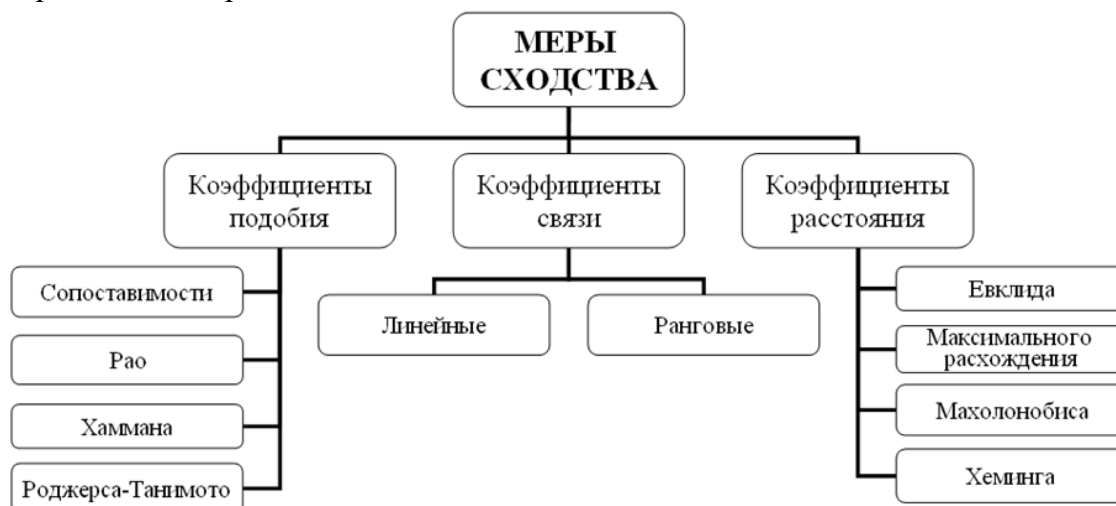 МЕРЫ
СХОДСТВА
Коэффициенты
подобия
Коэффициенты
связи
Коэффициенты
расстояния
Сопоставимости
Рао
Хаммана
Роджерса-Танимото
Линейные
Ранговые
Евклида
Максимального
расхождения
Махолонобиса
Хеминга